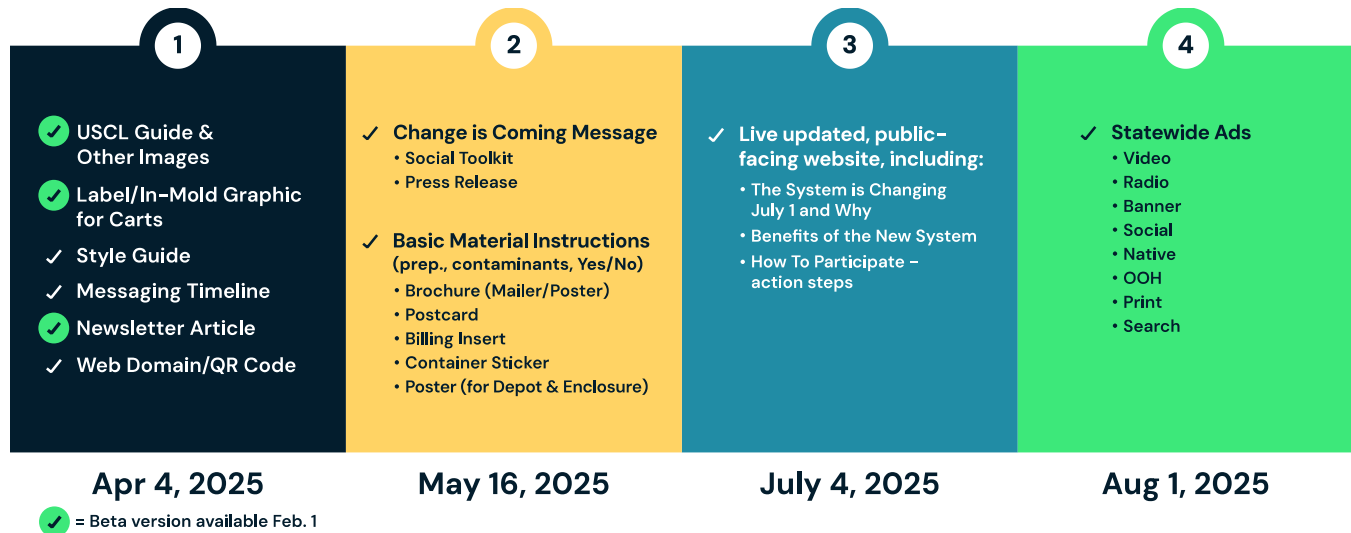 1
USCL Guide &
Other Images
Label/In-Mold Graphic
for Carts
Style Guide
Messaging Timeline
Newsletter Article
Web Domain/QR Code
Apr 4, 2025
= Beta version available Feb. 1
2
Change is Coming Message
• Social Toolkit
• Press Release
Basic Material Instructions
(prep., contaminants, Yes/No)
• Brochure (Mailer/Poster)
• Postcard
• Billing Insert
• Container Sticker
• Poster (for Depot & Enclosure)
May 16, 2025
3
Live updated, public-
facing website, including:
• The System is Changing
July 1 and Why
• Benefits of the New System
• How To Participate –
action steps
July 4, 2025
4
Statewide Ads
• Video
• Radio
• Banner
• Social
• Native
• OOH
• Print
• Search
Aug 1, 2025